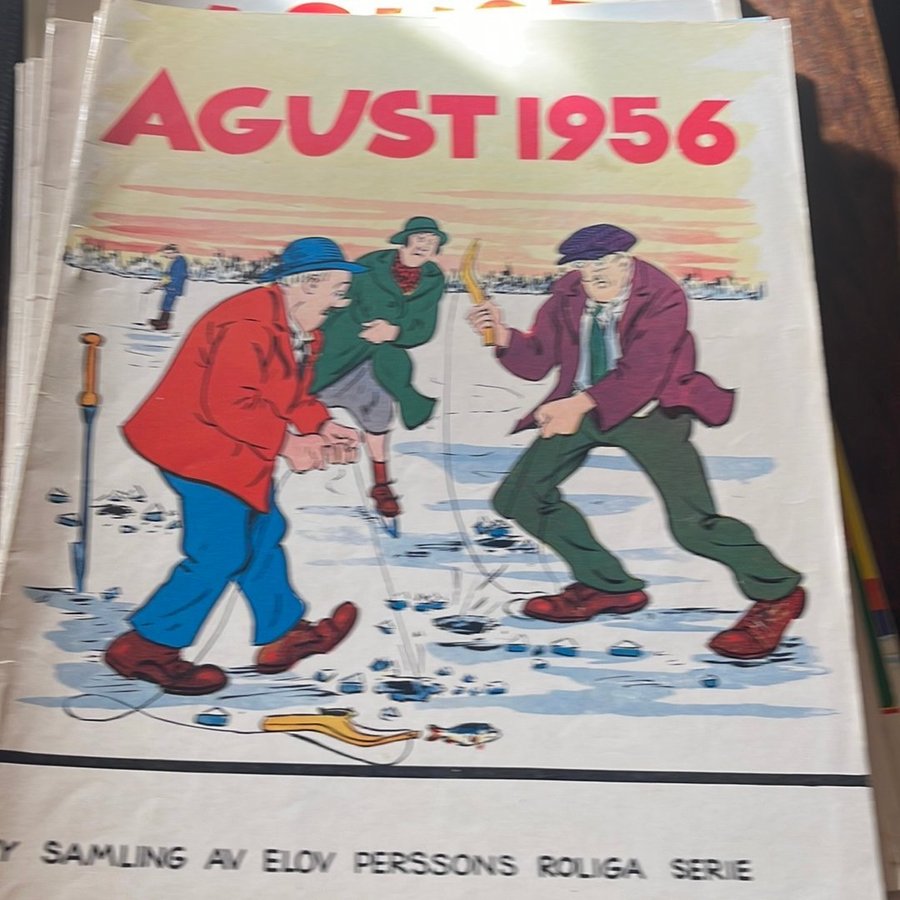 AGUST 1956
Y SAMLING AV ELOV PERSSONS ROLIGA SERIE